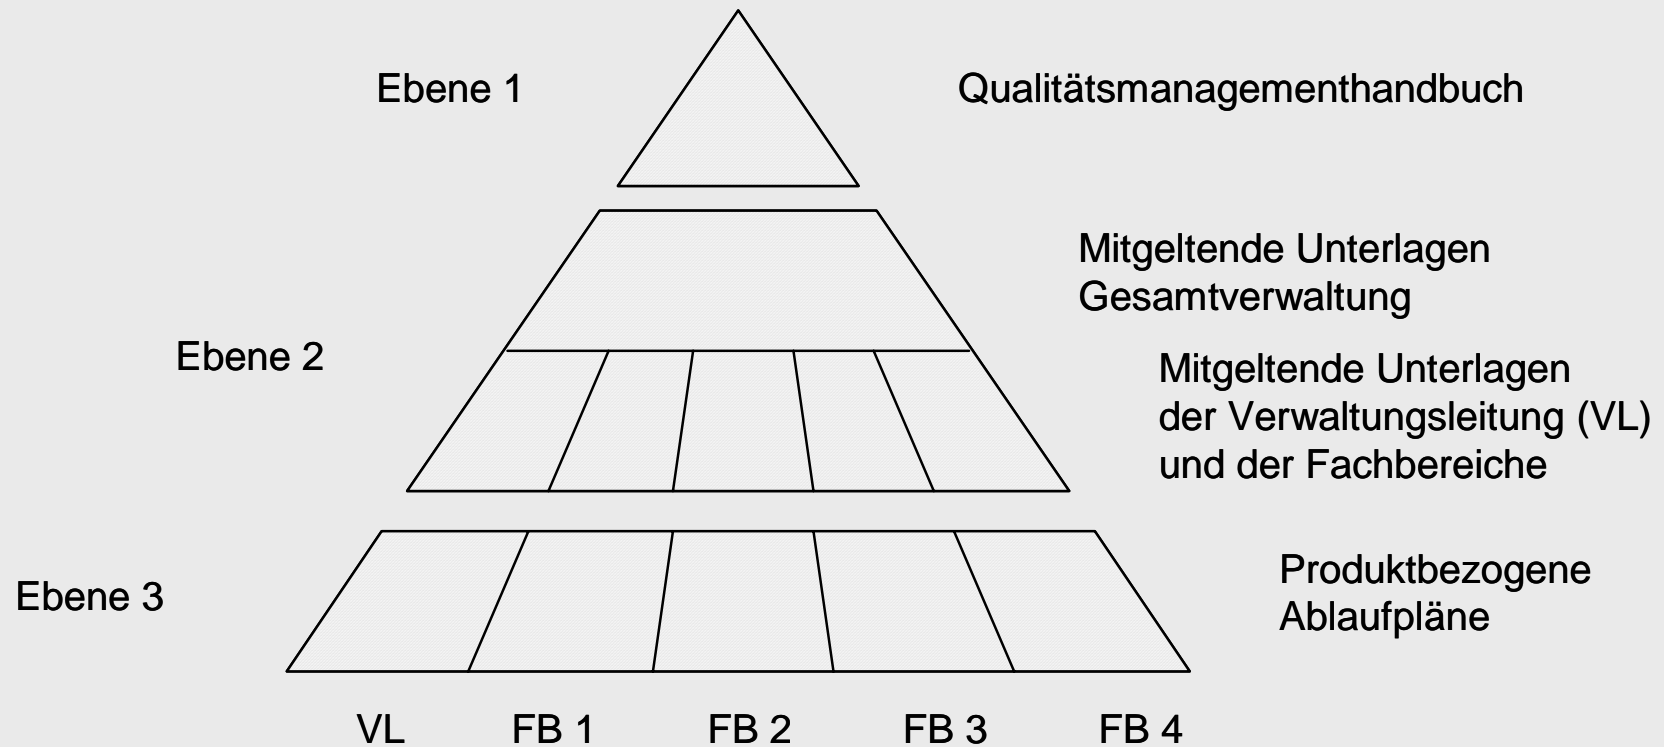 Ebene 1
Qualitätsmanagementhandbuch
Mitgeltende Unterlagen
Gesamtverwaltung
Ebene 2
Mitgeltende Unterlagen
der Verwaltungsleitung (VL)
und der Fachbereiche
Ebene 3
Produktbezogene
Ablaufpläne
VL FB 1 FB 2 FB 3 FB 4